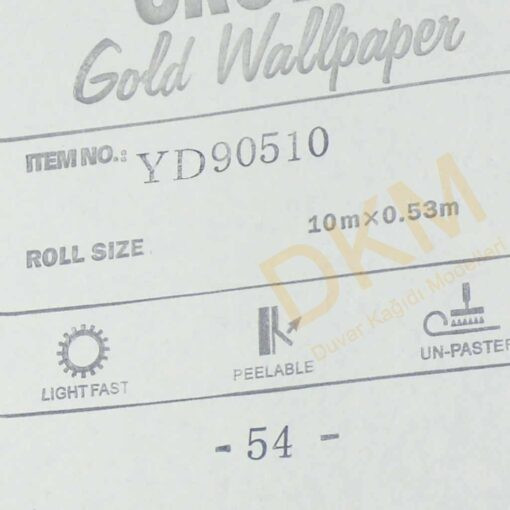 Gold Wallpaper
ITEM NO.: YD90510
ROLL SIZE 10m×0.53m
DKM
Duvar Kağıdı Modelleri
LIGHT FAST PEELABLE UN-PASTE
- 54 -